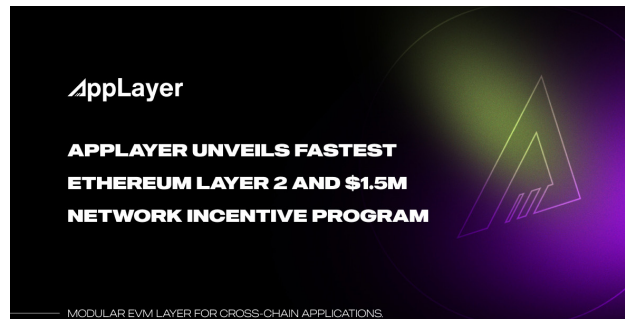 AppLayer
APPLAYER UNVEILS FASTEST
ETHEREUM LAYER 2 AND $1.5M
NETWORK INCENTIVE PROGRAM
MODULAR EVM LAYER FOR CROSS-CHAIN APPLICATIONS.